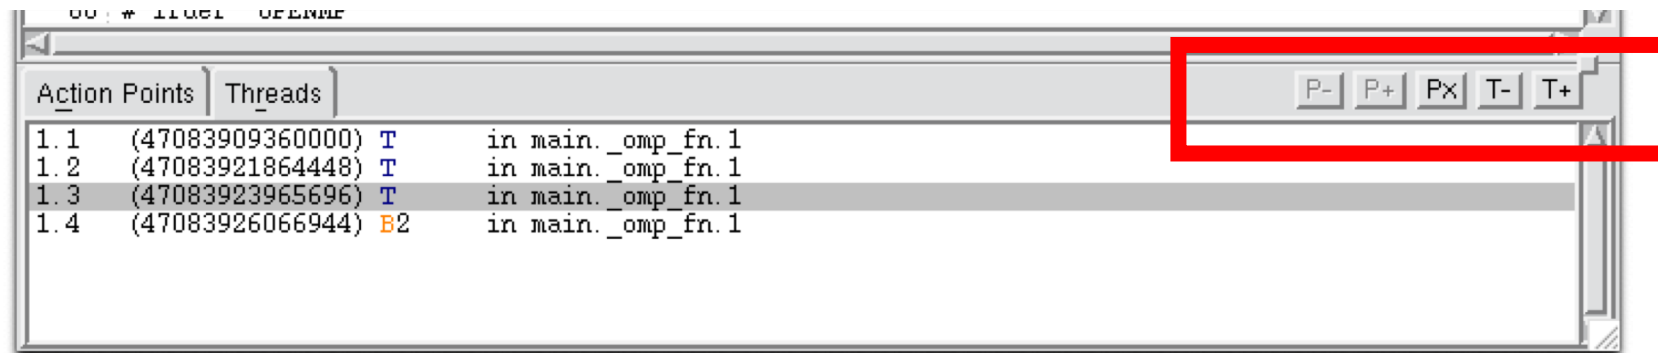 Action Points Threads P- P+ Px T- T+
1.1 (47083909360000) T in main._omp_fn.1
1.2 (47083921864448) T in main._omp_fn.1
1.3 (47083923965696) T in main._omp_fn.1
1.4 (47083926066944) B2 in main._omp_fn.1